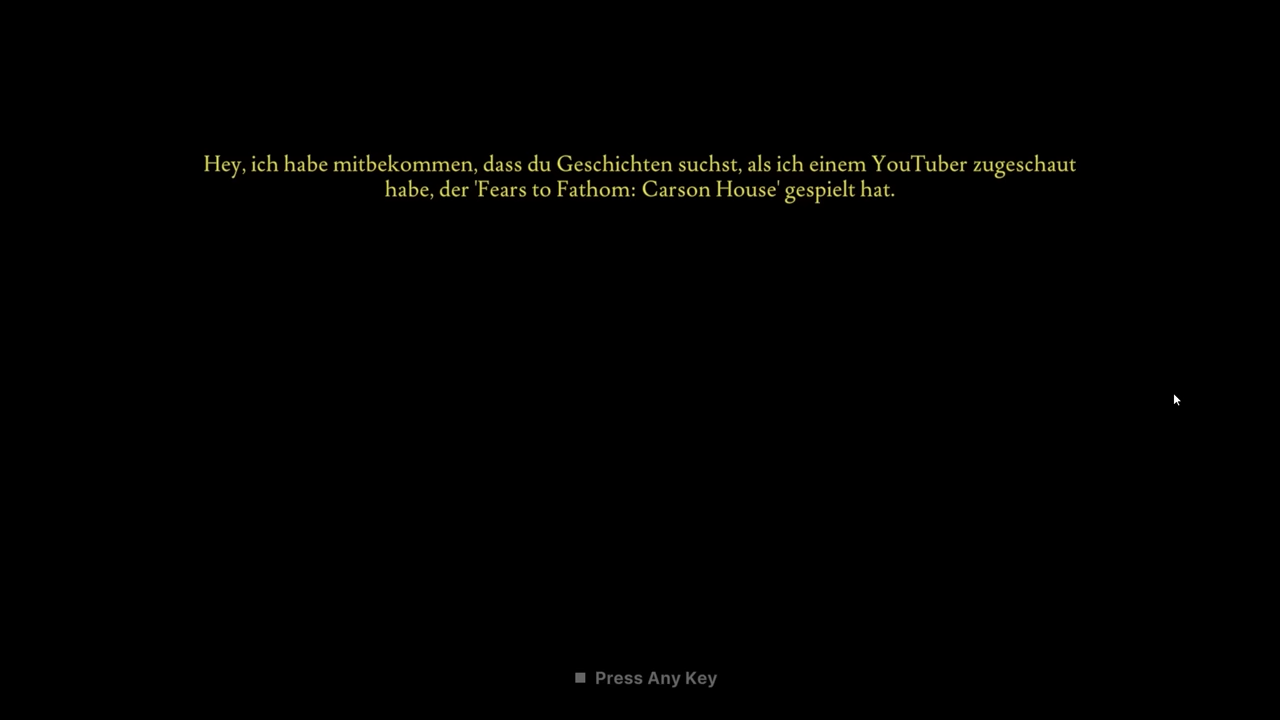 Hey, ich habe mitbekommen, dass du Geschichten suchst, als ich einem YouTuber zugeschaut
habe, der 'Fears to Fathom: Carson House' gespielt hat.
Press Any Key